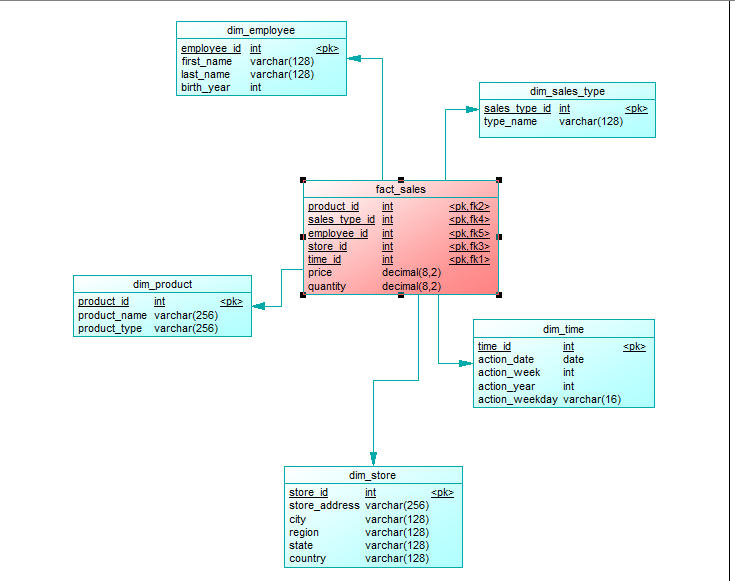 dim_employee
employee_id int <pk>
first_name varchar(128)
last_name varchar(128)
birth_year int
dim_sales_type
sales_type_id int <pk>
type_name varchar(128)
fact_sales
product_id int <pk,fk2>
sales_type_id int <pk,fk4>
employee_id int <pk,fk5>
store_id int <pk,fk3>
time_id int <pk,fk1>
price decimal(8,2)
quantity decimal(8,2)
dim_product
product_id int <pk>
product_name varchar(256)
product_type varchar(256)
dim_time
time_id int <pk>
action_date date
action_week int
action_year int
action_weekday varchar(16)
dim_store
store_id int <pk>
store_address varchar(256)
city varchar(128)
region varchar(128)
state varchar(128)
country varchar(128)